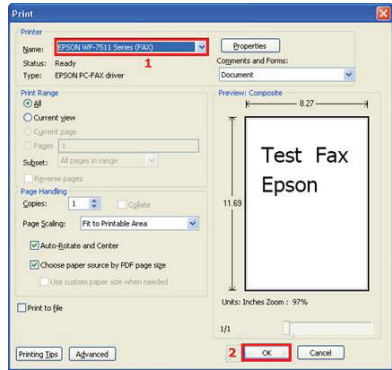 Print
Printer
Name: EPSON WF-7511 Series (FAX)
Properties
1
Status: Ready
Comments and Forms:
Type: EPSON PC-FAX driver
Document
Print Range
All
Current view
Current page
Pages 1
Subset: All pages in range
Reverse pages
Page Handling
Copies: 1
Collate
Page Scaling: Fit to Printable Area
Auto-Rotate and Center
Choose paper source by PDF page size
Use custom paper size when needed
Print to file
Preview: Composite
8.27
11.69
Test Fax
Epson
Units: Inches Zoom : 97%
1/1
Printing Tips
Advanced
2
OK
Cancel